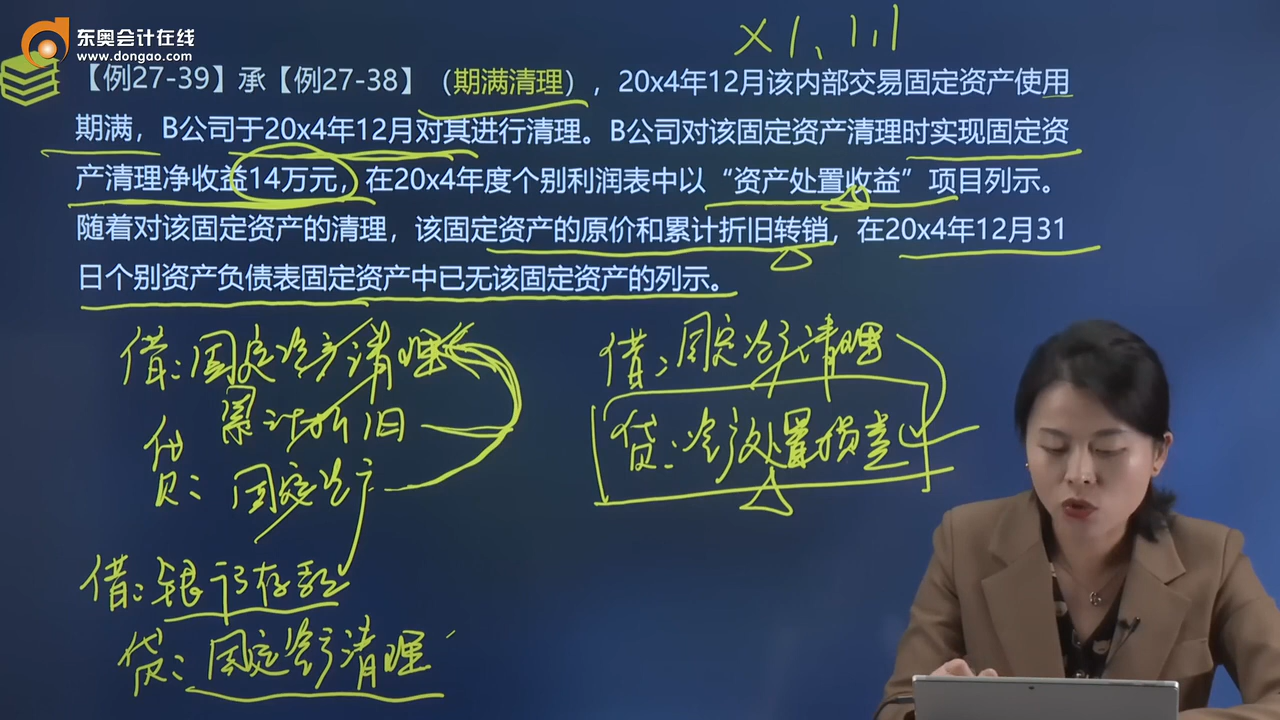 东奥会计在线
www.dongao.com
×1、1,1
【例27-39】承【例27-38】（期满清理），20x4年12月该内部交易固定资产使用
期满，B公司于20x4年12月对其进行清理。B公司对该固定资产清理时实现固定资
产清理净收益14万元，在20x4年度个别利润表中以“资产处置收益”项目列示。
随着对该固定资产的清理，该固定资产的原价和累计折旧转销，在20x4年12月31
日个别资产负债表固定资产中已无该固定资产的列示。
借：固定资产清理
累计折旧
贷：固定资产
借：银行存款
贷：固定资产清理
借：固定资产清理
贷：资产处置损益